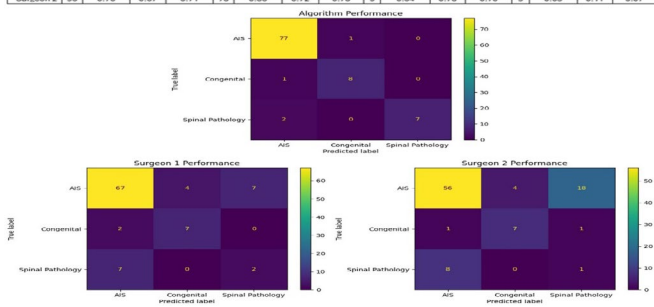 Algorithm Performance
True label
AIS
Congenital
Spinal Pathology
77 1 0
1 8 0
2 0 7
70
60
50
40
30
20
10
0
AIS Congenital Spinal Pathology
Predicted label
Surgeon 1 Performance
True label
AIS
Congenital
Spinal Pathology
67 4 7
2 7 0
7 0 2
60
50
40
30
20
10
0
AIS Congenital Spinal Pathology
Predicted label
Surgeon 2 Performance
True label
AIS
Congenital
Spinal Pathology
56 4 18
1 7 1
8 0 1
50
40
30
20
10
0
AIS Congenital Spinal Pathology
Predicted label